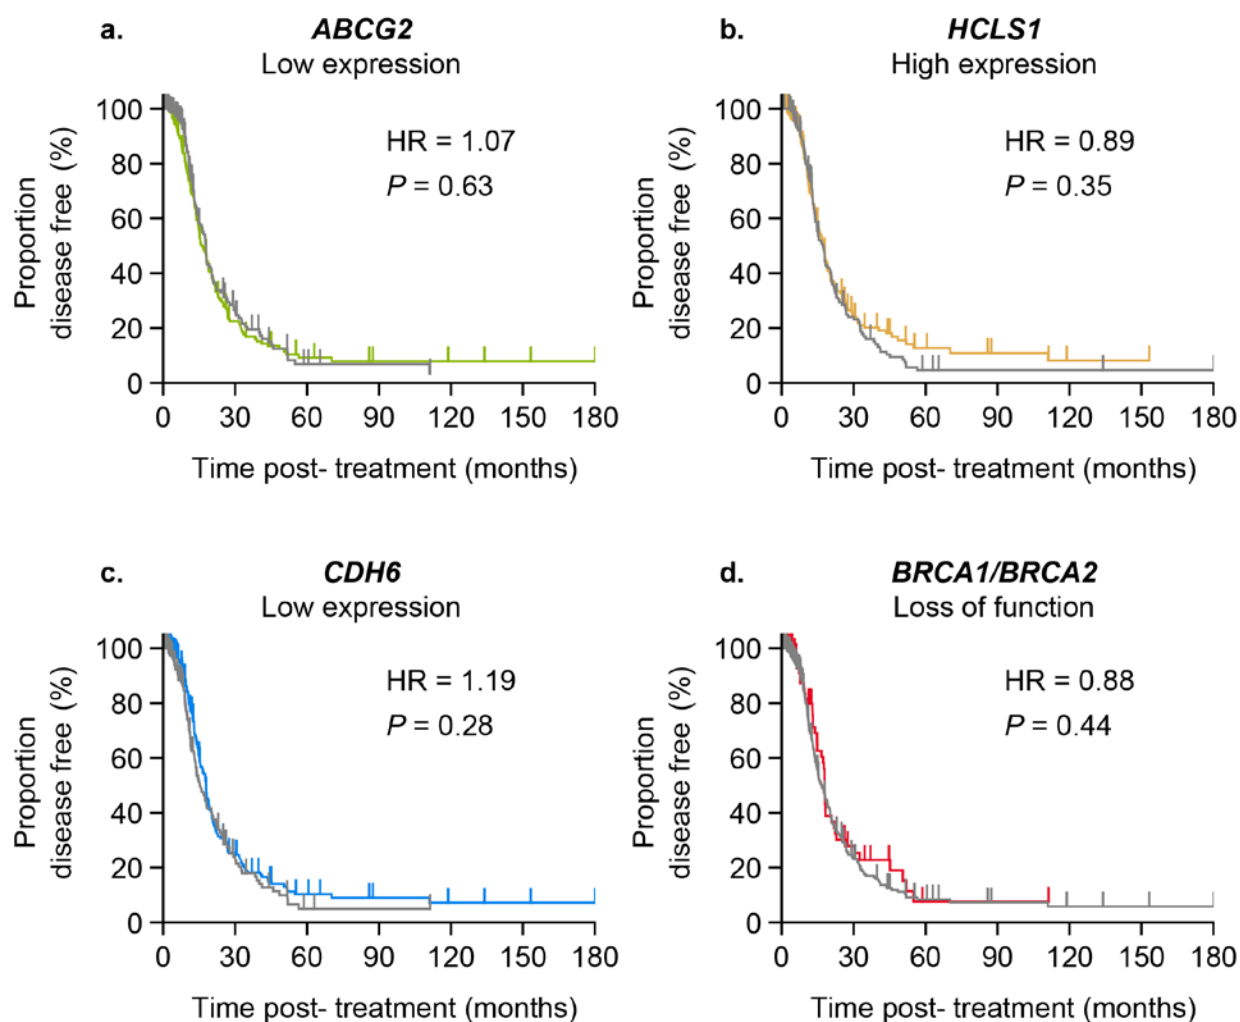 a.
ABCG2
Low expression
HR = 1.07
P = 0.63
Proportion
disease free (%)
100
80
60
40
20
0
0 30 60 90 120 150 180
Time post- treatment (months)
b.
HCLS1
High expression
HR = 0.89
P = 0.35
Proportion
disease free (%)
100
80
60
40
20
0
0 30 60 90 120 150 180
Time post- treatment (months)
c.
CDH6
Low expression
HR = 1.19
P = 0.28
Proportion
disease free (%)
100
80
60
40
20
0
0 30 60 90 120 150 180
Time post- treatment (months)
d.
BRCA1/BRCA2
Loss of function
HR = 0.88
P = 0.44
Proportion
disease free (%)
100
80
60
40
20
0
0 30 60 90 120 150 180
Time post- treatment (months)